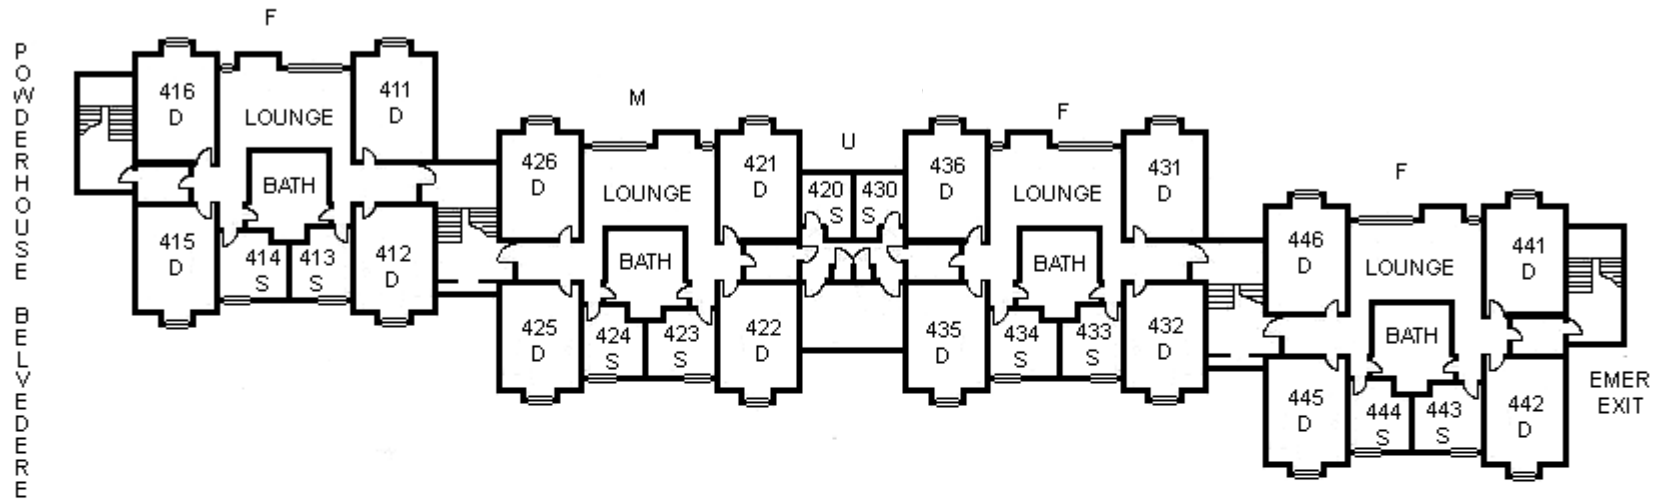 POWDERHOUSE BELVEDERE
F
416
D
411
D
LOUNGE
BATH
415
D
414
S
413
S
412
D
M
426
D
421
D
LOUNGE
BATH
425
D
424
S
423
S
422
D
U
420
S
430
S
F
436
D
431
D
LOUNGE
BATH
435
D
434
S
433
S
432
D
F
446
D
441
D
LOUNGE
BATH
445
D
444
S
443
S
442
D
EMER
EXIT